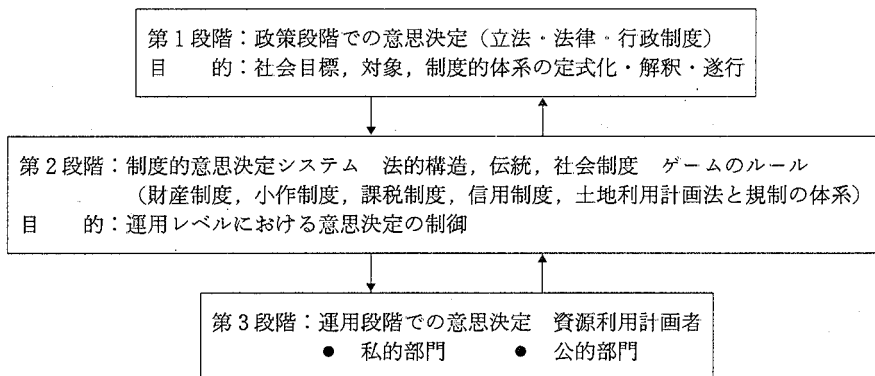 第1段階：政策段階での意思決定（立法・法律・行政制度）
目　　的：社会目標，対象，制度的体系の定式化・解釈・遂行
第2段階：制度的意思決定システム　法的構造，伝統，社会制度　ゲームのルール
（財産制度，小作制度，課税制度，信用制度，土地利用計画法と規制の体系）
目　　的：運用レベルにおける意思決定の制御
第3段階：運用段階での意思決定　資源利用計画者
●　私的部門　　●　公的部門